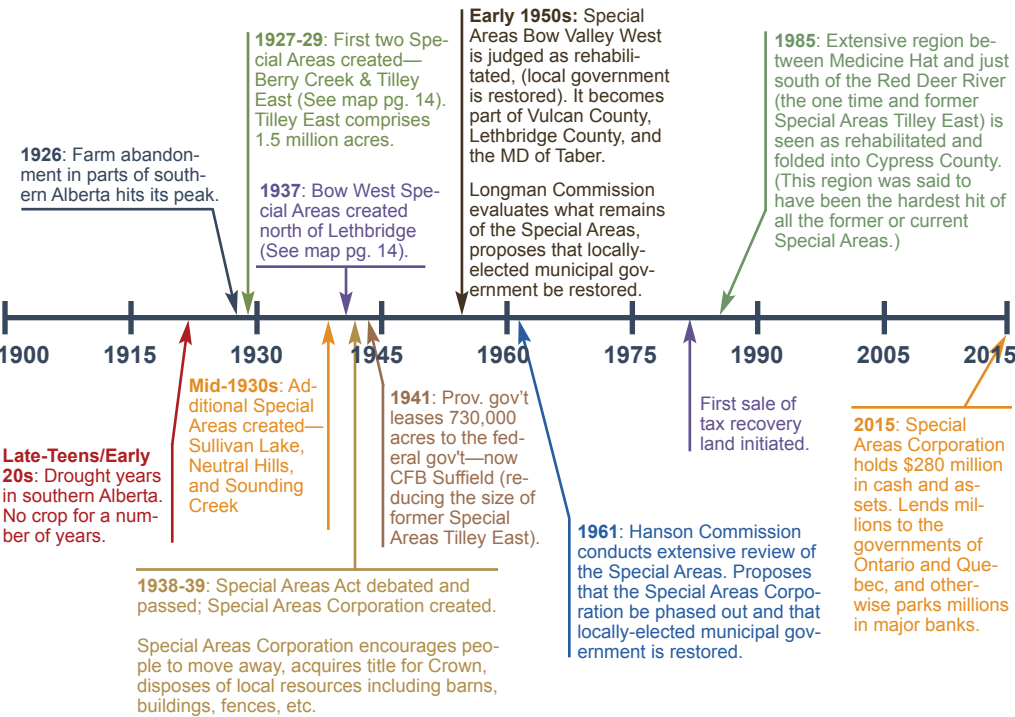 1926: Farm abandon-
ment in parts of south-
ern Alberta hits its peak.
1927-29: First two Spe-
cial Areas created—
Berry Creek & Tilley
East (See map pg. 14).
Tilley East comprises
1.5 million acres.
1937: Bow West Spe-
cial Areas created
north of Lethbridge
(See map pg. 14).
Early 1950s: Special
Areas Bow Valley West
is judged as rehabili-
tated, (local government
is restored). It becomes
part of Vulcan County,
Lethbridge County, and
the MD of Taber.
Longman Commission
evaluates what remains
of the Special Areas,
proposes that locally-
elected municipal gov-
ernment be restored.
1985: Extensive region be-
tween Medicine Hat and just
south of the Red Deer River
(the one time and former
Special Areas Tilley East) is
seen as rehabilitated and
folded into Cypress County.
(This region was said to
have been the hardest hit of
all the former or current
Special Areas.)
1900 1915 1930 1945 1960 1975 1990 2005 2015
Late-Teens/Early
20s: Drought years
in southern Alberta.
No crop for a num-
ber of years.
Mid-1930s: Ad-
ditional Special
Areas created—
Sullivan Lake,
Neutral Hills,
and Sounding
Creek
1938-39: Special Areas Act debated and
passed; Special Areas Corporation created.
Special Areas Corporation encourages peo-
ple to move away, acquires title for Crown,
disposes of local resources including barns,
buildings, fences, etc.
1941: Prov. gov’t
leases 730,000
acres to the fed-
eral gov't—now
CFB Suffield (re-
ducing the size of
former Special
Areas Tilley East).
1961: Hanson Commission
conducts extensive review of
the Special Areas. Proposes
that the Special Areas Corpo-
ration be phased out and that
locally-elected municipal gov-
ernment is restored.
First sale of
tax recovery
land initiated.
2015: Special
Areas Corporation
holds $280 million
in cash and as-
sets. Lends mil-
lions to the
governments of
Ontario and Que-
bec, and other-
wise parks millions
in major banks.